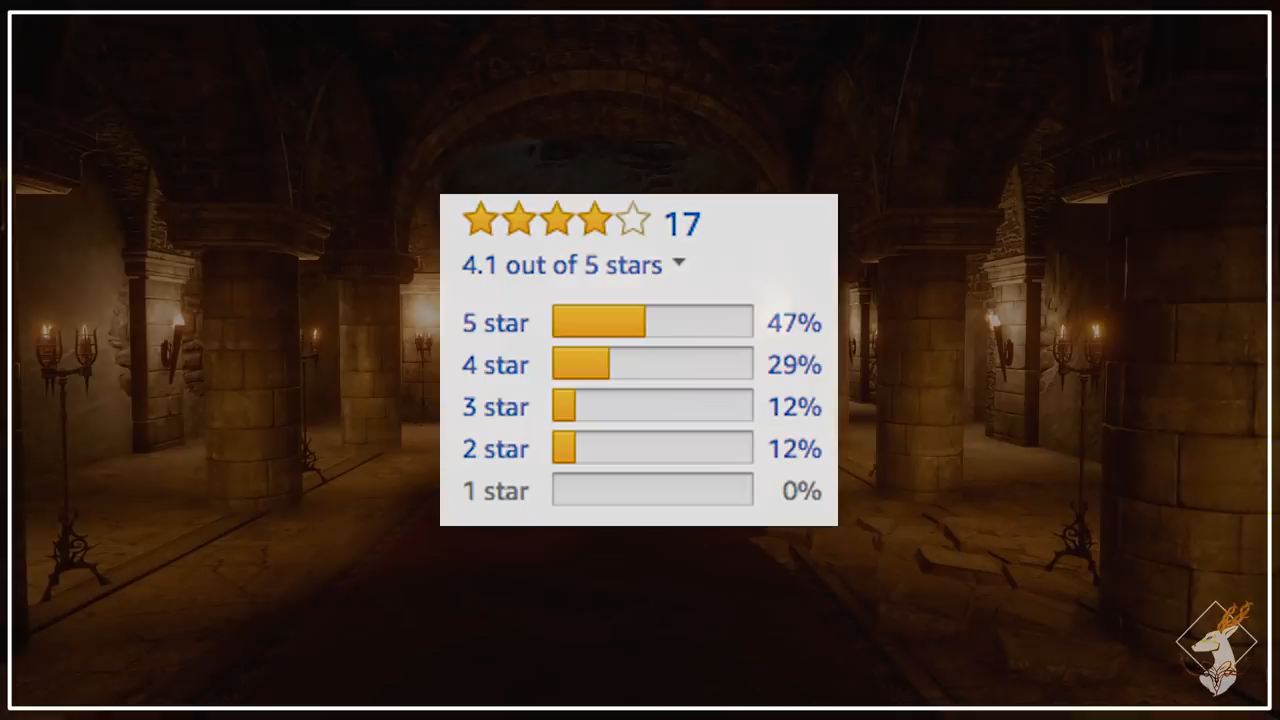 17
4.1 out of 5 stars
5 star 47%
4 star 29%
3 star 12%
2 star 12%
1 star 0%